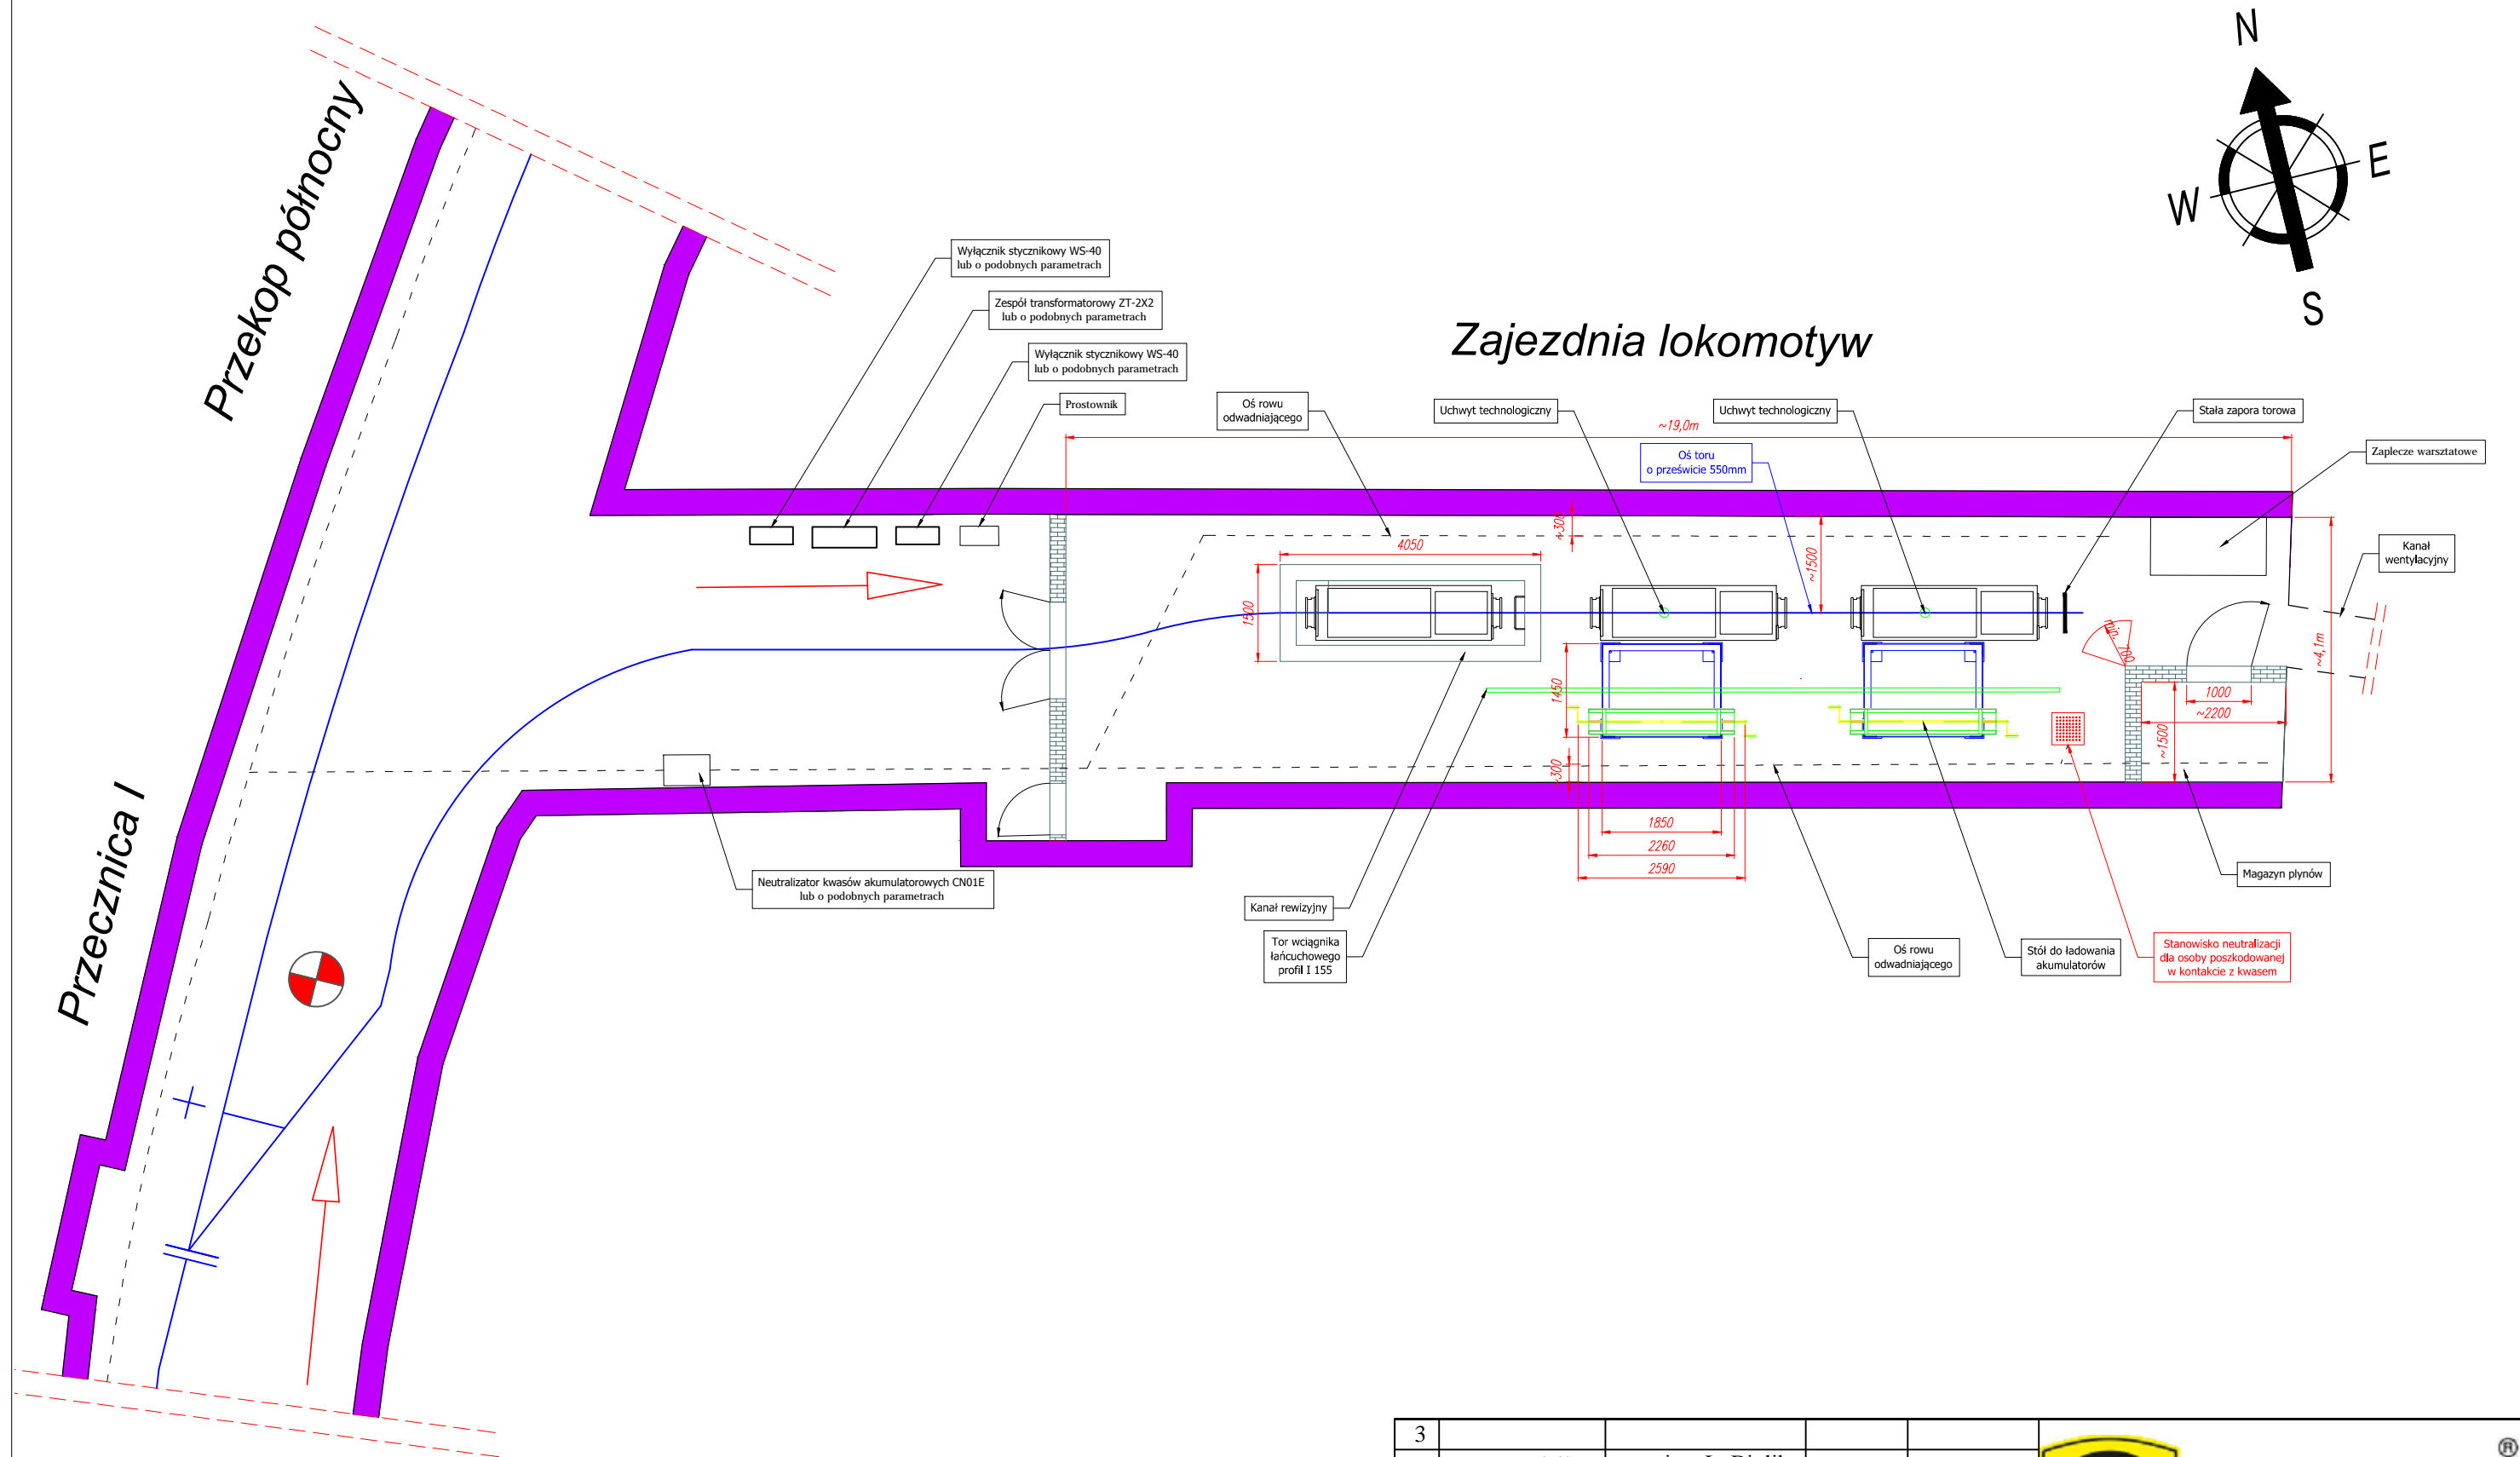 N
E
W
S
Przekop północny
Przecznica I
Zajezdnia lokomotyw
Wyłącznik stycznikowy WS-40
lub o podobnych parametrach
Zespół transformatorowy ZT-2X2
lub o podobnych parametrach
Wyłącznik stycznikowy WS-40
lub o podobnych parametrach
Prostownik
Oś rowu
odwadniającego
Uchwyt technologiczny
Uchwyt technologiczny
Stała zapora torowa
~19,0m
Oś toru
o prześwicie 550mm
Zaplecze warsztatowe
Kanał
wentylacyjny
~300
4050
~1500
1500
1450
min. 700
~4,1m
1000
~2200
~1500
~300
1850
2260
2590
Neutralizator kwasów akumulatorowych CN01E
lub o podobnych parametrach
Kanał rewizyjny
Tor wciągnika
łańcuchowego
profil I 155
Oś rowu
odwadniającego
Stół do ładowania
akumulatorów
Magazyn płynów
Stanowisko neutralizacji
dla osoby poszkodowanej
w kontakcie z kwasem
3
®